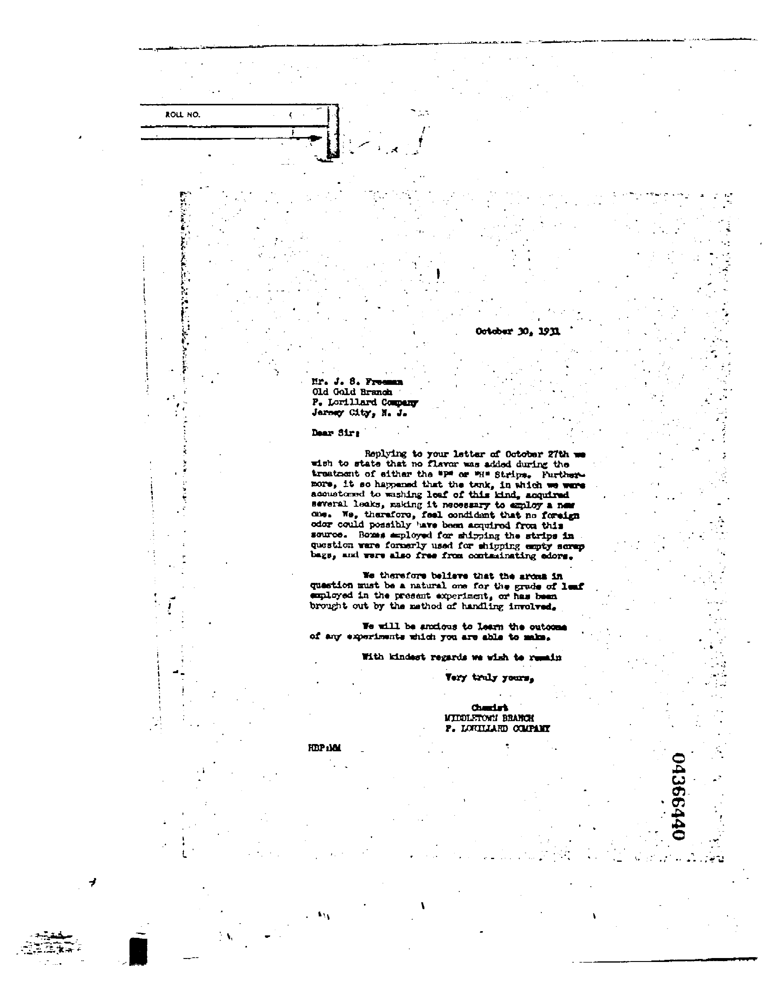 ROLL NO.
October 30, 1931
Mr. J. S. Freeman
Old Gold Branch
P. Lorillard Company
Jersey City, N. J.
Dear Sir:
Replying to your letter of October 27th we
wish to state that no flavor was added during the
treatment of either the "P" or "H" Strips. Further-
more, it so happened that the tank, in which we were
accustomed to washing leaf of this kind, acquired
several leaks, making it necessary to employ a new
one. We, therefore, feel condident that no foreign
odor could possibly have been acquired from this
source. Boxes employed for shipping the strips in
question were formerly used for shipping empty scrap
bags, and were also free from contaminating odors.
We therefore believe that the aroma in
question must be a natural one for the grade of leaf
employed in the present experiment, or has been
brought out by the method of handling involved.
We will be anxious to learn the outcome
of any experiments which you are able to make.
With kindest regards we wish to remain
Very truly yours,
Chemist
MIDDLETOWN BRANCH
P. LORILLARD COMPANY
HDP:MM
04366440